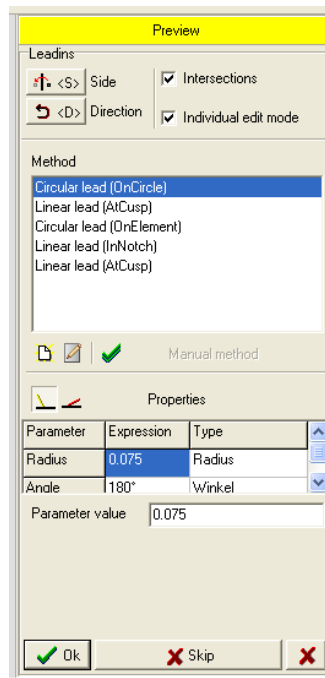 Preview
Leadins
<S> Side
Intersections
<D> Direction
Individual edit mode
Method
Circular lead (OnCircle)
Linear lead (AtCusp)
Circular lead (OnElement)
Linear lead (InNotch)
Linear lead (AtCusp)
Manual method
Properties
Parameter Expression Type
Radius 0.075 Radius
Angle 180° Winkel
Parameter value 0.075
Ok Skip